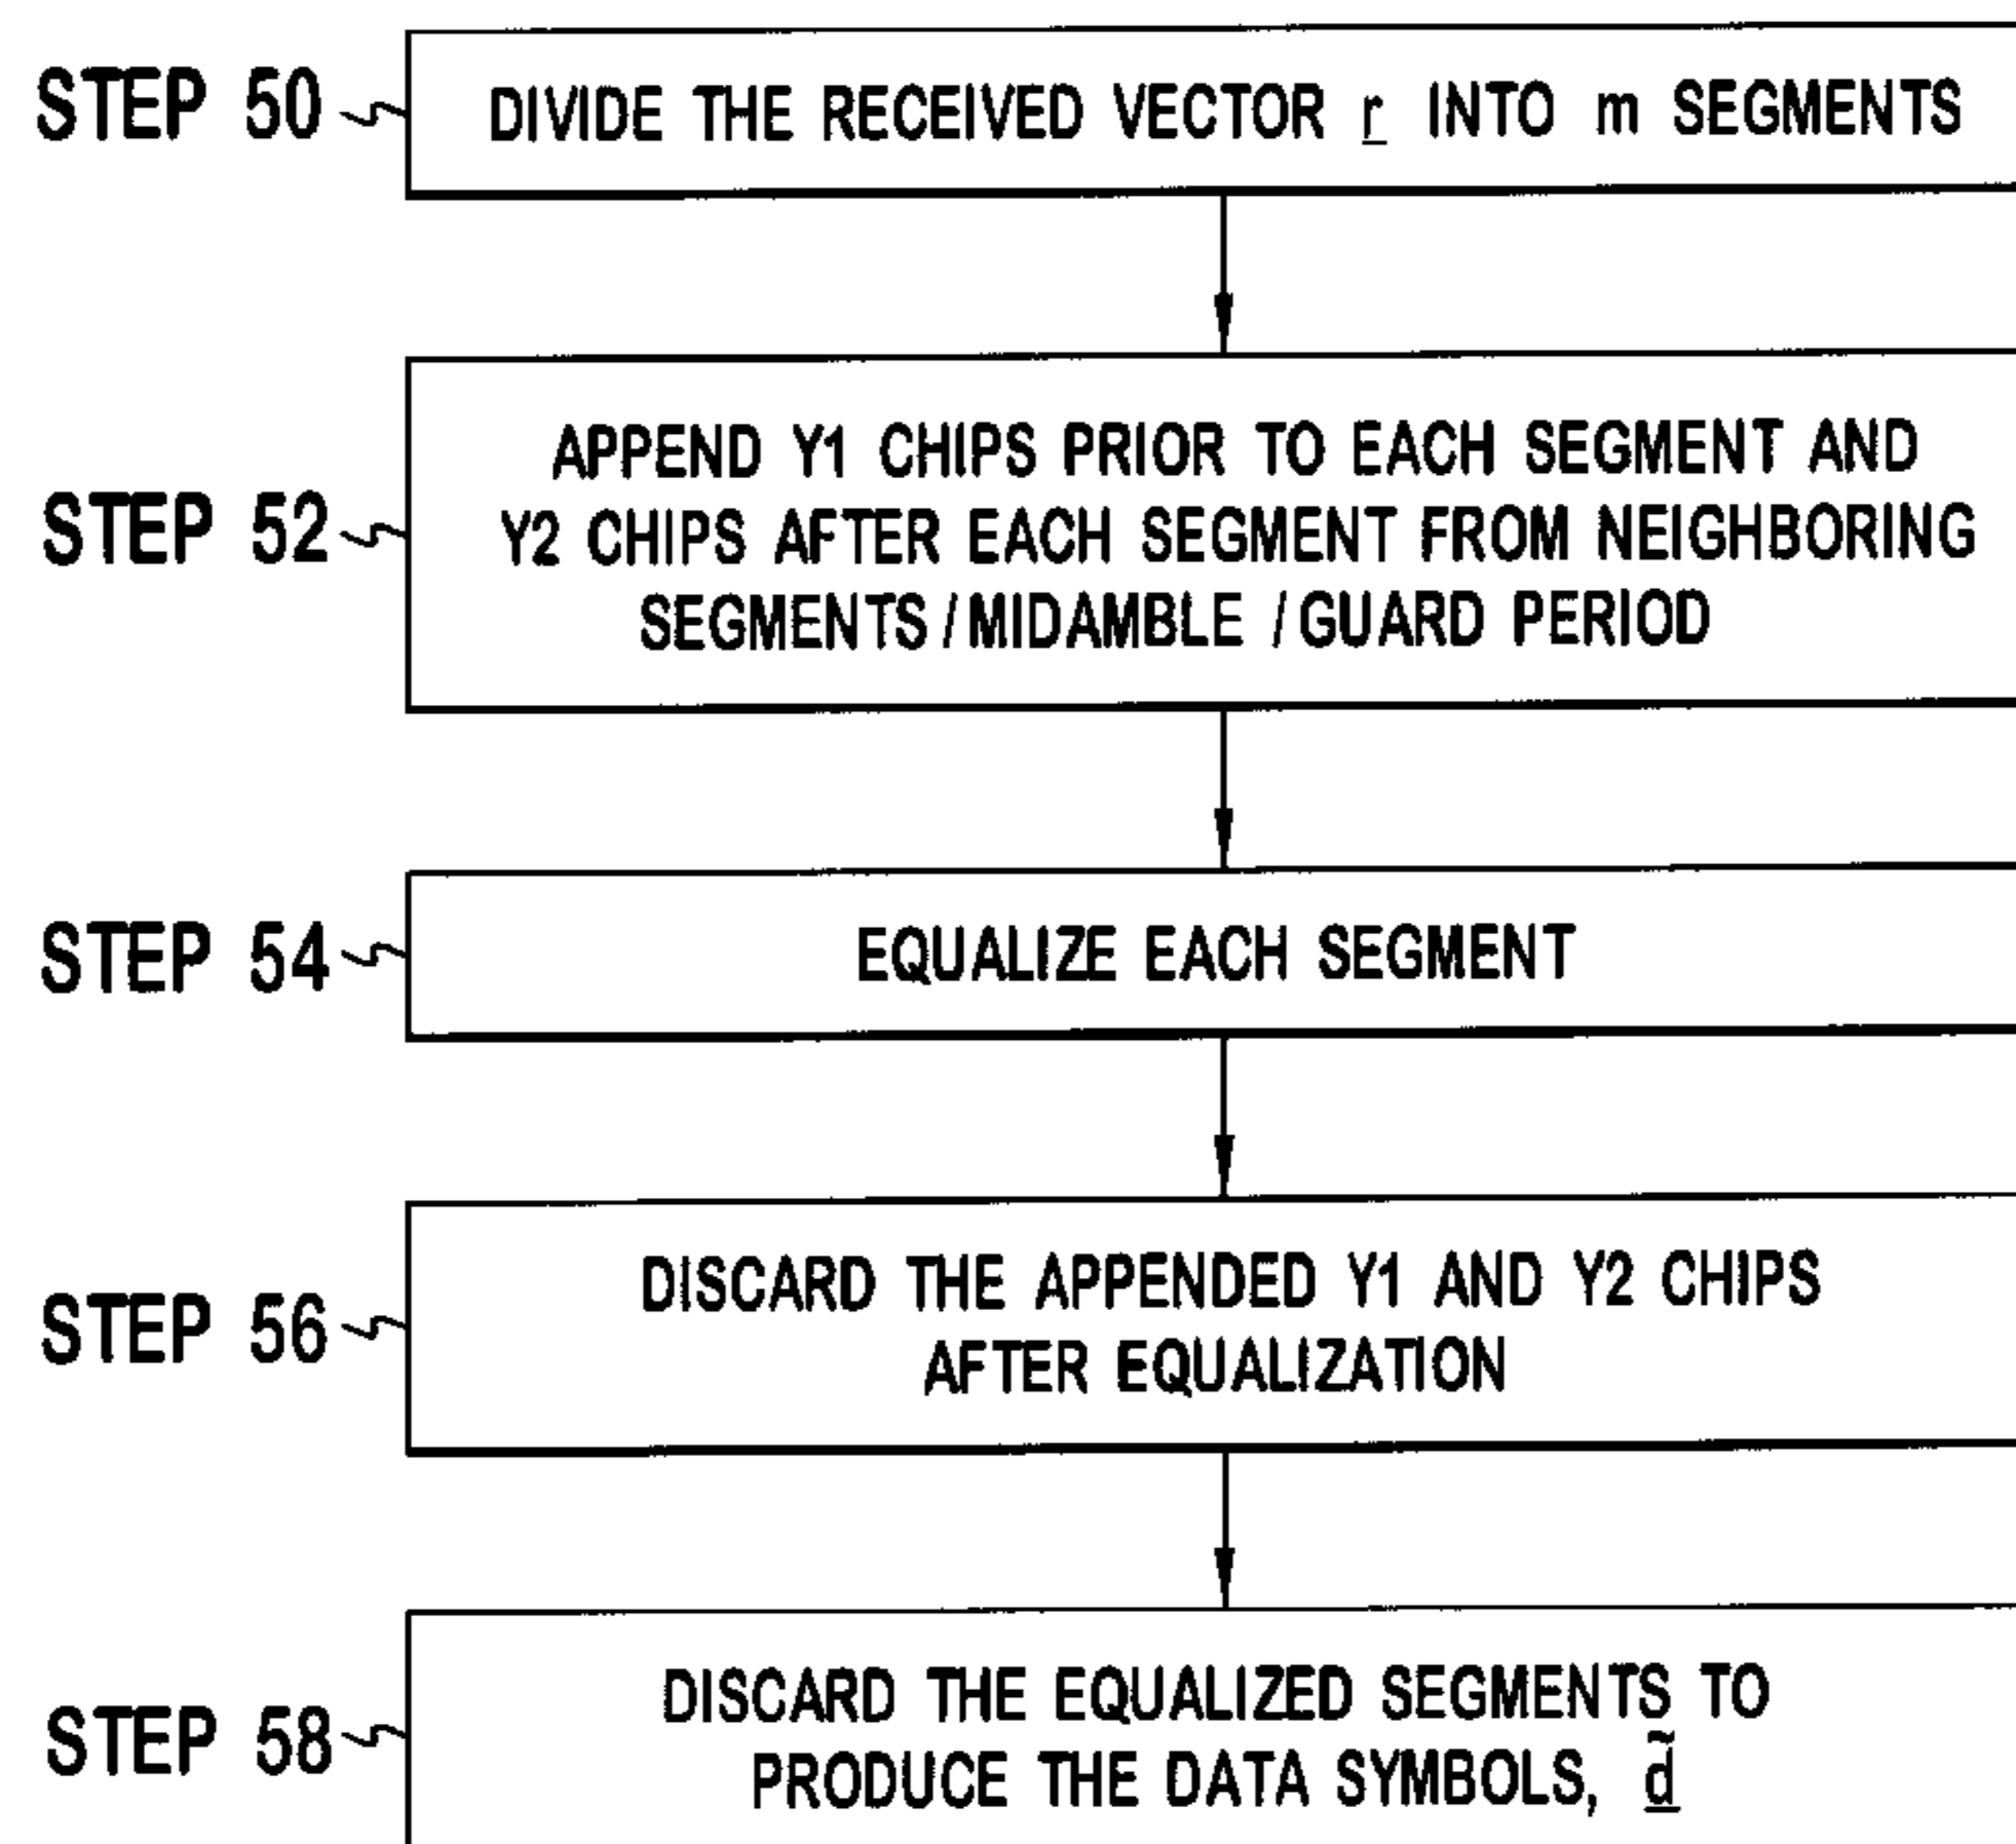 STEP 50
DIVIDE THE RECEIVED VECTOR r INTO m SEGMENTS
STEP 52
APPEND Y1 CHIPS PRIOR TO EACH SEGMENT AND
Y2 CHIPS AFTER EACH SEGMENT FROM NEIGHBORING
SEGMENTS/MIDAMBLE/GUARD PERIOD
STEP 54
EQUALIZE EACH SEGMENT
STEP 56
DISCARD THE APPENDED Y1 AND Y2 CHIPS
AFTER EQUALIZATION
STEP 58
DISCARD THE EQUALIZED SEGMENTS TO
PRODUCE THE DATA SYMBOLS, d̲̃